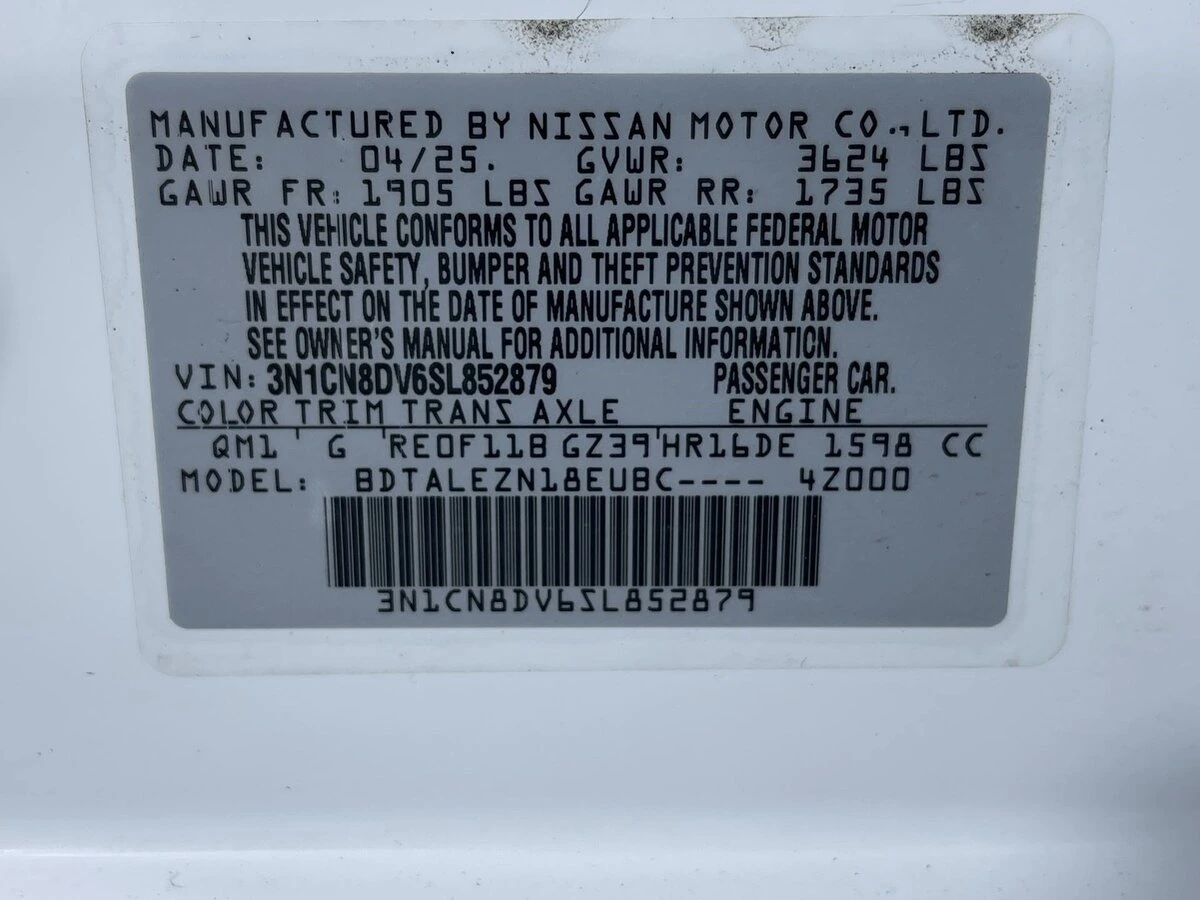 MANUFACTURED BY NISSAN MOTOR CO.,LTD.
DATE: 04/25. GVWR: 3624 LBS
GAWR FR: 1905 LBS GAWR RR: 1735 LBS
THIS VEHICLE CONFORMS TO ALL APPLICABLE FEDERAL MOTOR
VEHICLE SAFETY, BUMPER AND THEFT PREVENTION STANDARDS
IN EFFECT ON THE DATE OF MANUFACTURE SHOWN ABOVE.
SEE OWNER'S MANUAL FOR ADDITIONAL INFORMATION.
VIN: 3N1CN8DV6SL852879 PASSENGER CAR.
COLOR TRIM TRANS AXLE ENGINE
QM1 ' G 'RE0F11B GZ39'HR16DE 1598 CC
MODEL: BDTALEZN18EUBC---- 4Z000
3N1CN8DV6SL852879